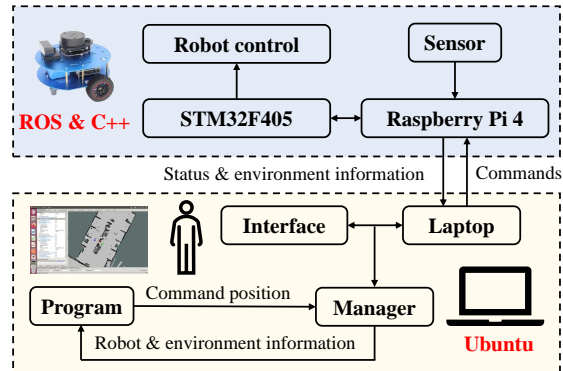 Robot control
Sensor
ROS & C++
STM32F405
Raspberry Pi 4
Status & environment information
Commands
Interface
Laptop
Program
Command position
Manager
Robot & environment information
Ubuntu